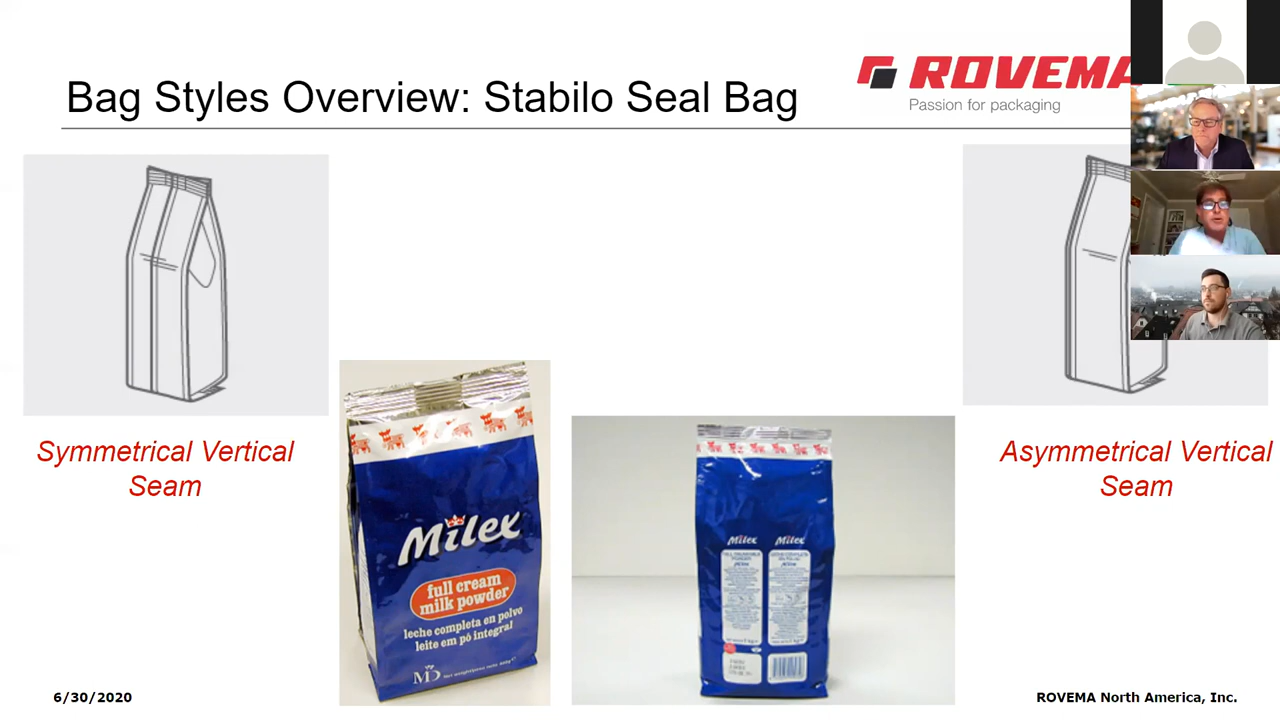 Bag Styles Overview: Stabilo Seal Bag
ROVEMA
Passion for packaging
Symmetrical Vertical
Seam
Asymmetrical Vertical
Seam
Milex
full cream
milk powder
leche completa en polvo
leite em pó integral
MD
Milex Milex
6/30/2020
ROVEMA North America, Inc.